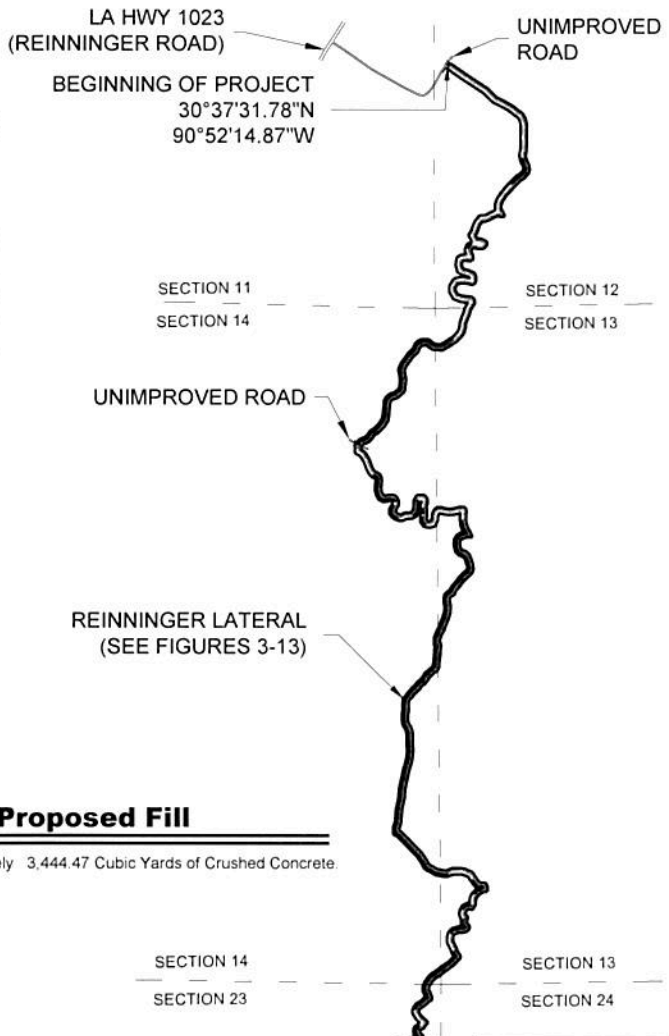 LA HWY 1023
(REINNINGER ROAD)
UNIMPROVED
ROAD
BEGINNING OF PROJECT
30°37'31.78"N
90°52'14.87"W
SECTION 11
SECTION 12
SECTION 14
SECTION 13
UNIMPROVED ROAD
REINNINGER LATERAL
(SEE FIGURES 3-13)
Proposed Fill
ely 3,444.47 Cubic Yards of Crushed Concrete.
SECTION 14
SECTION 13
SECTION 23
SECTION 24